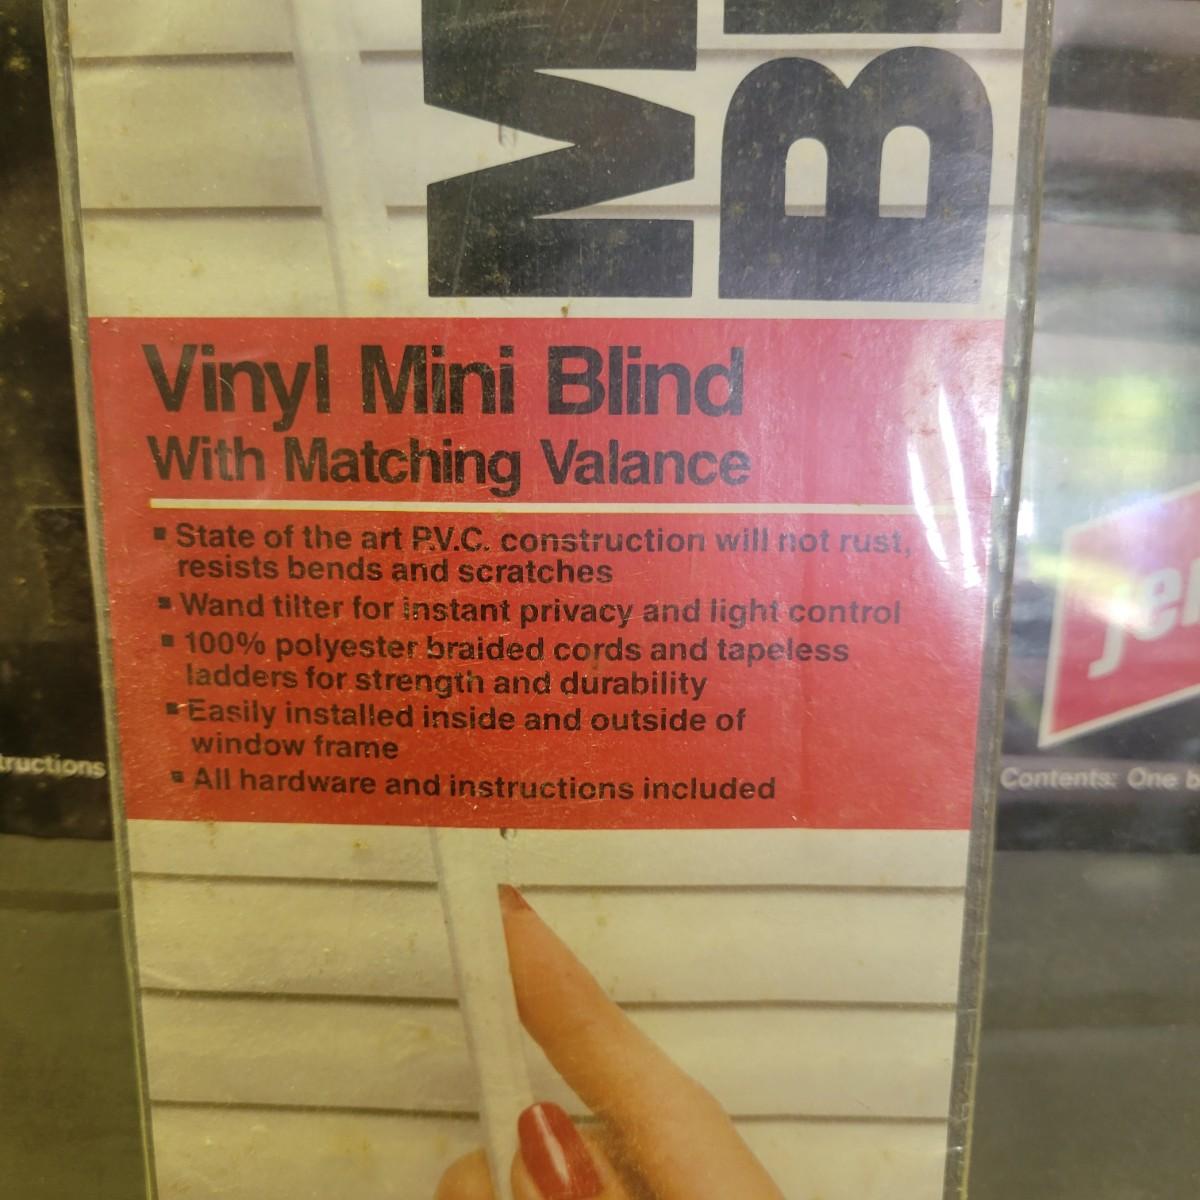 Vinyl Mini Blind
With Matching Valance
▪ State of the art P.V.C. construction will not rust,
resists bends and scratches
▪ Wand tilter for instant privacy and light control
▪ 100% polyester braided cords and tapeless
ladders for strength and durability
▪ Easily installed inside and outside of
window frame
▪ All hardware and instructions included
Contents: One